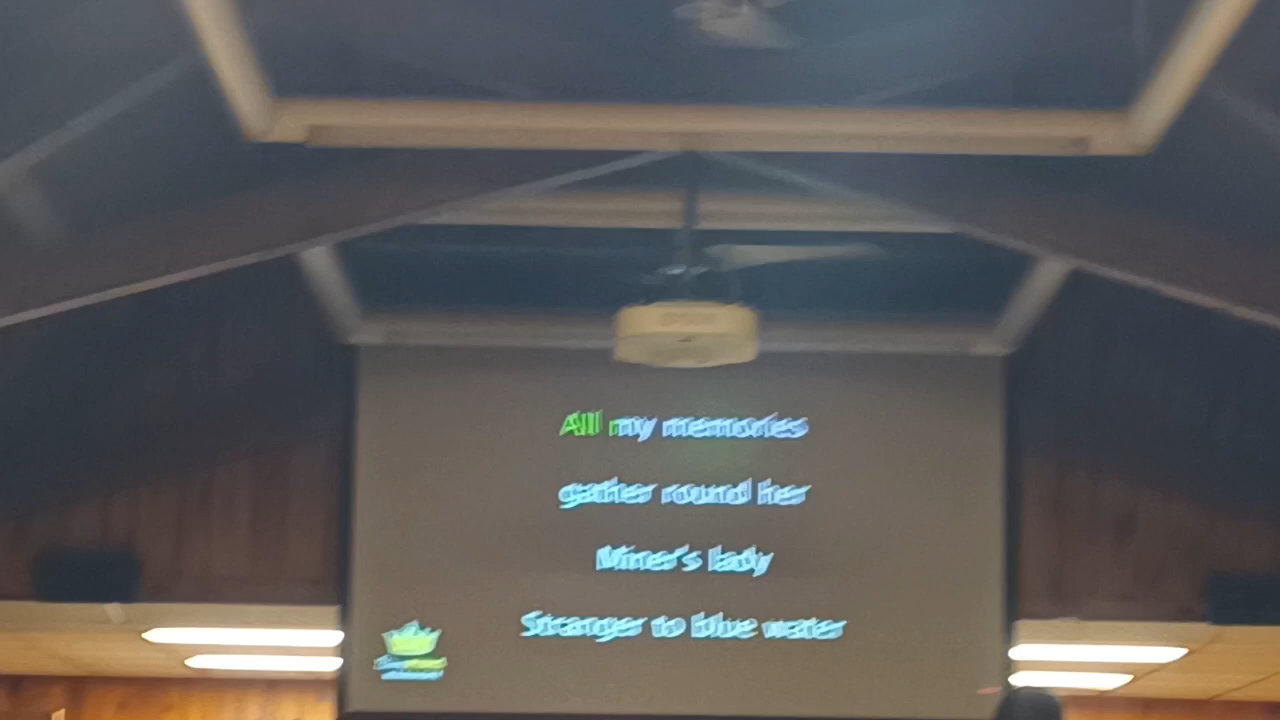 All my memories
gather round her
Miner's lady
Stranger to blue water